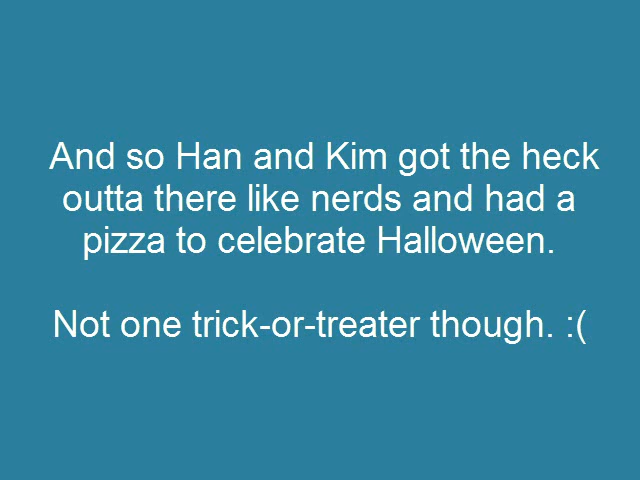 And so Han and Kim got the heck
outta there like nerds and had a
pizza to celebrate Halloween.
Not one trick-or-treater though. :(